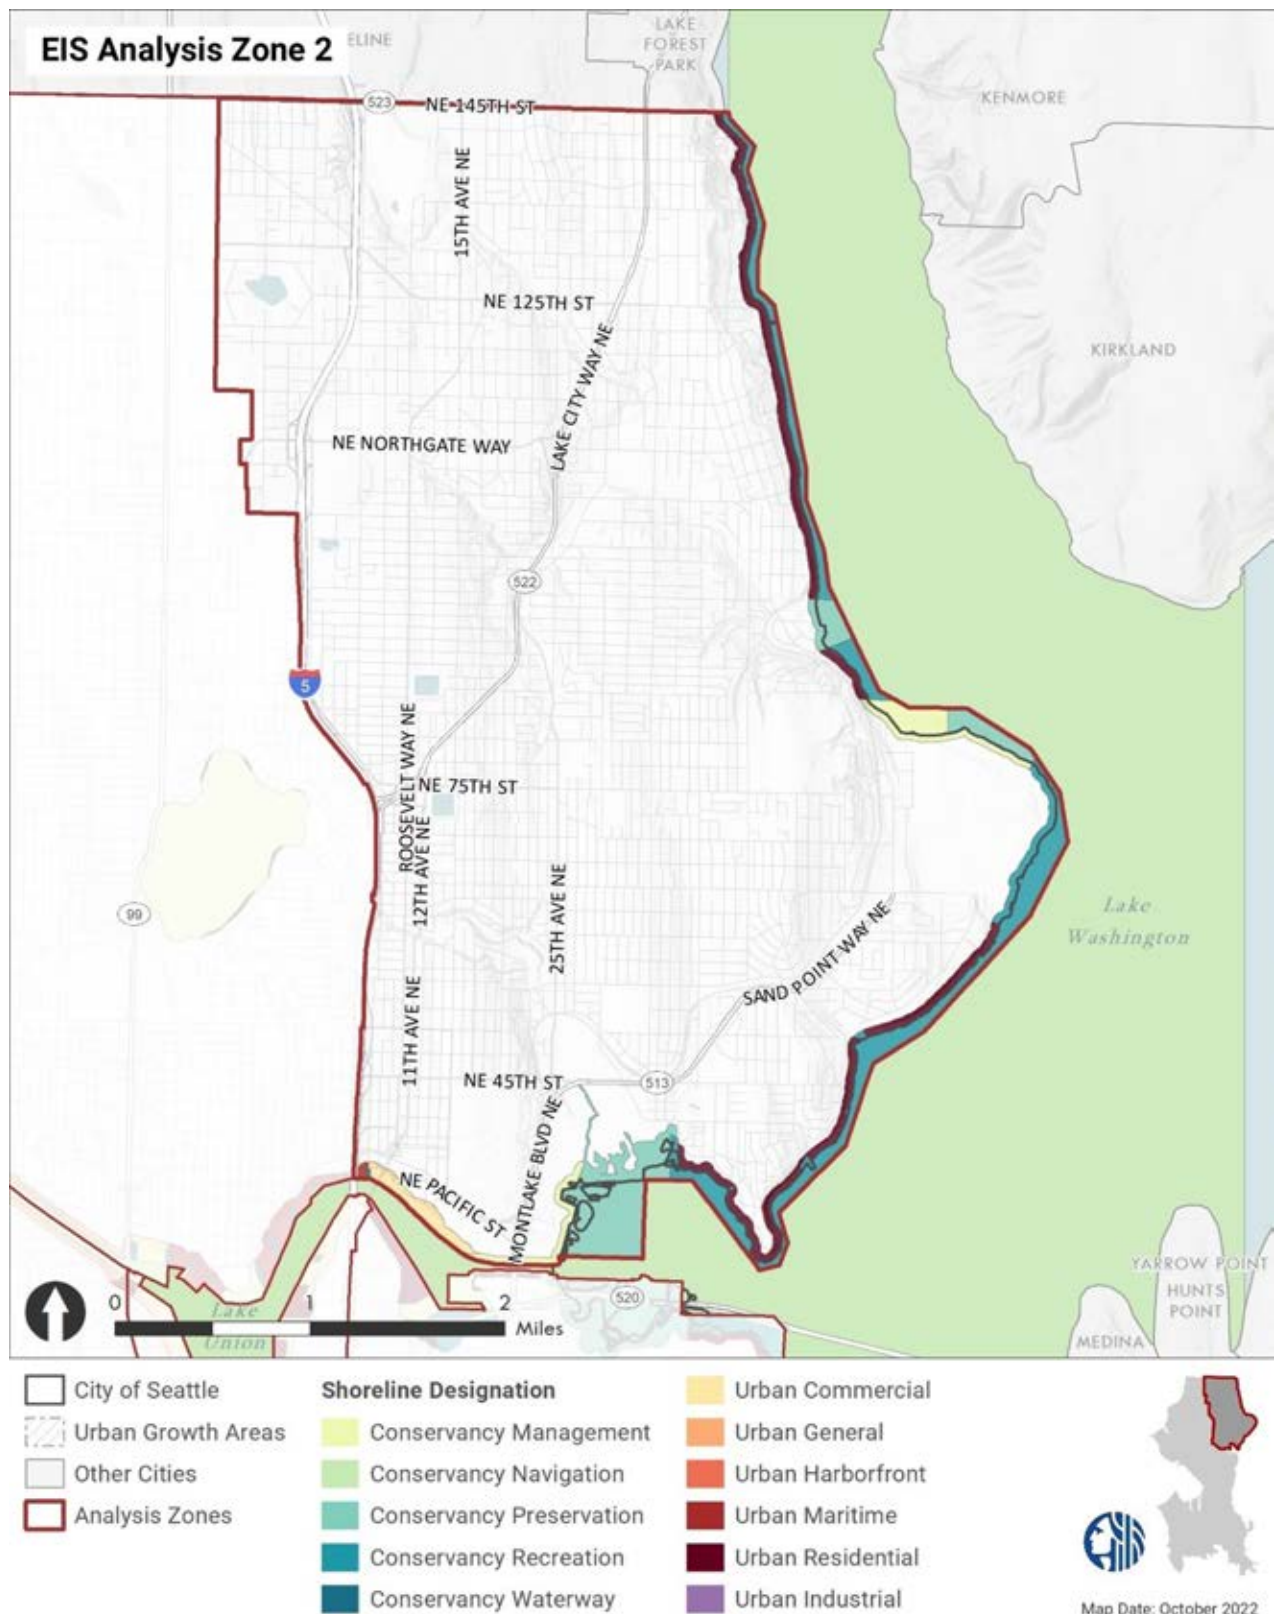 EIS Analysis Zone 2
ELINE
LAKE
FOREST
PARK
KENMORE
523
NE 145TH ST
15TH AVE NE
NE 125TH ST
LAKE CITY WAY NE
KIRKLAND
NE NORTHGATE WAY
522
5
ROOSEVELT WAY NE
NE 75TH ST
12TH AVE NE
25TH AVE NE
99
Lake
Washington
SAND POINT WAY NE
11TH AVE NE
NE 45TH ST
513
MONTLAKE BLVD NE
NE PACIFIC ST
YARROW POINT
HUNTS
POINT
MEDINA
520
Lake
Union
0 1 2
Miles
City of Seattle
Urban Growth Areas
Other Cities
Analysis Zones
Shoreline Designation
Conservancy Management
Conservancy Navigation
Conservancy Preservation
Conservancy Recreation
Conservancy Waterway
Urban Commercial
Urban General
Urban Harborfront
Urban Maritime
Urban Residential
Urban Industrial
Map Date: October 2022